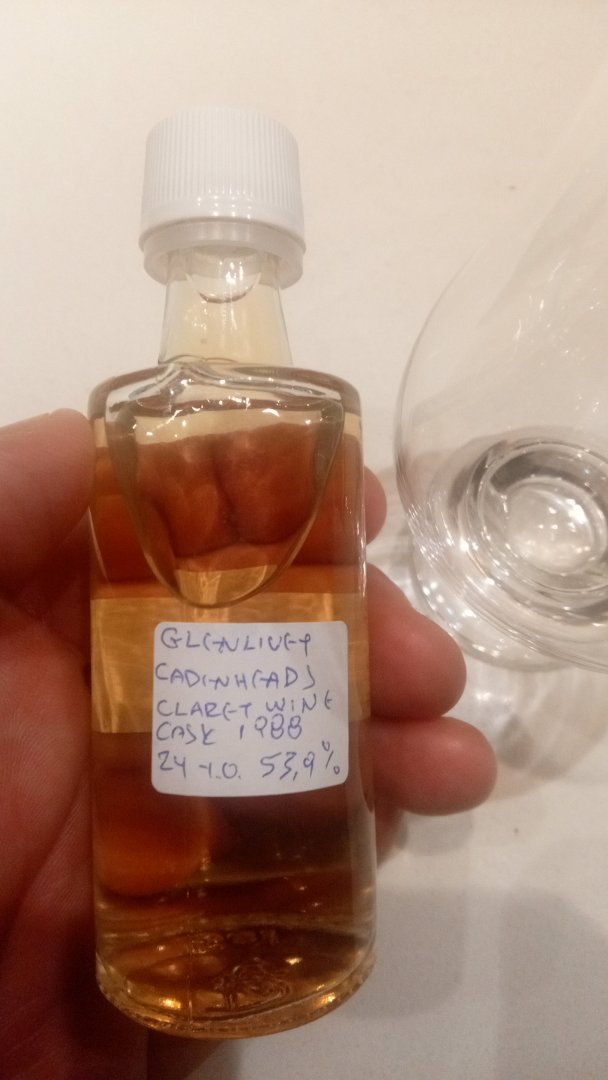 GLENLIVET
CADENHEADS
CLARET WINE
CASK 1988
24 Y.O. 53,9%